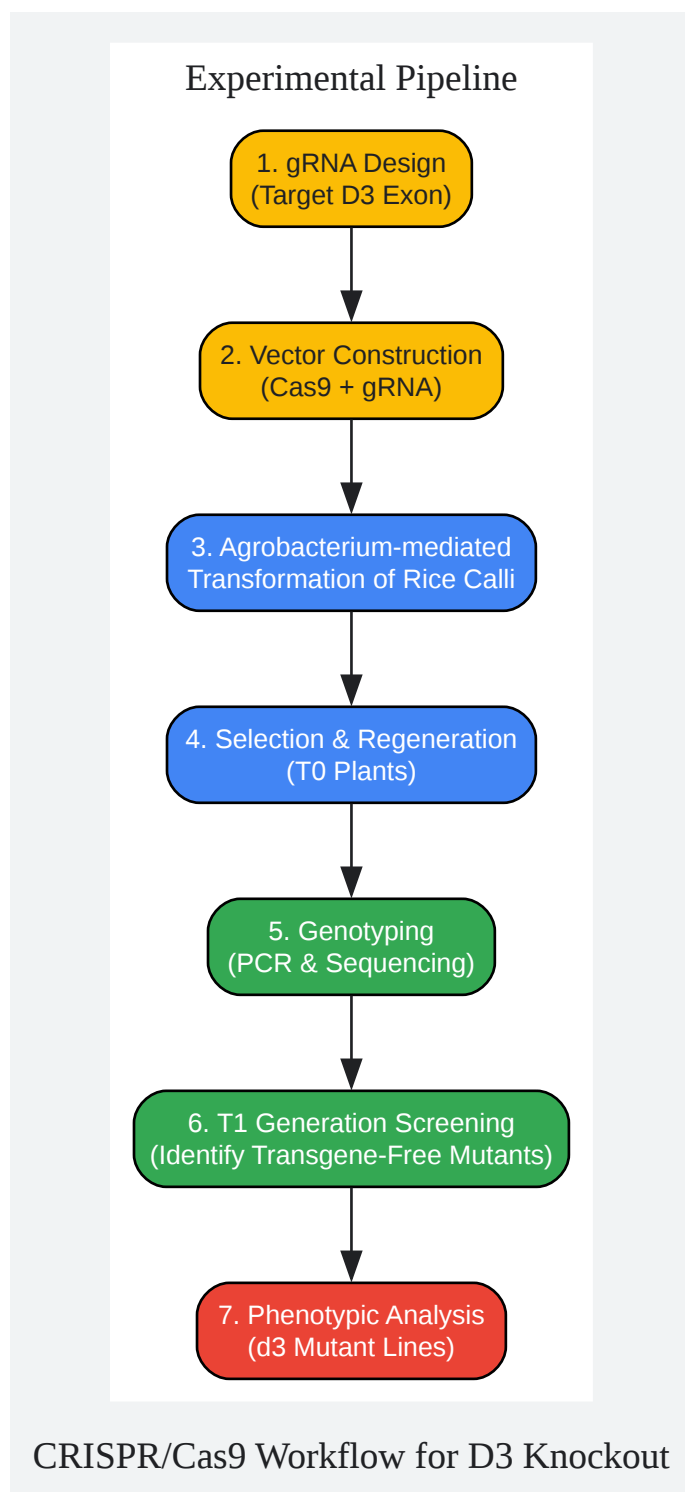 Experimental Pipeline
1. gRNA Design
(Target D3 Exon)
2. Vector Construction
(Cas9 + gRNA)
3. Agrobacterium-mediated
Transformation of Rice Calli
4. Selection & Regeneration
(T0 Plants)
5. Genotyping
(PCR & Sequencing)
6. T1 Generation Screening
(Identify Transgene-Free Mutants)
7. Phenotypic Analysis
(d3 Mutant Lines)
CRISPR/Cas9 Workflow for D3 Knockout